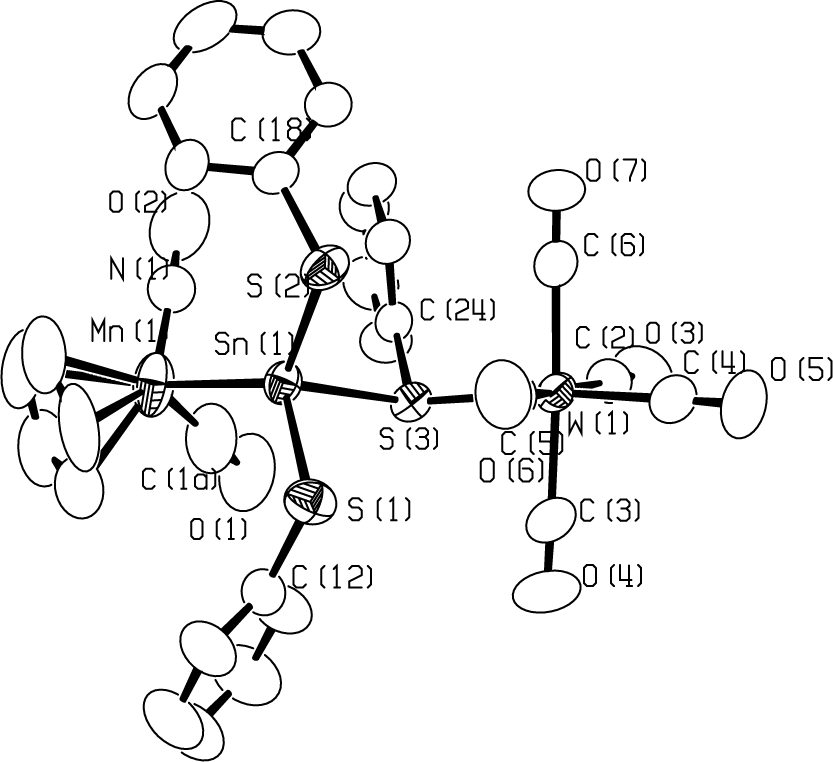 C(18)
O(2)
O(7)
N(1)
C(6)
S(2)
C(24)
Mn(1
Sn(1)
C(2)
O(3)
C(4)
O(5)
S(3)
C(5)
W(1)
O(6)
C(1a)
O(1)
S(1)
C(3)
C(12)
O(4)